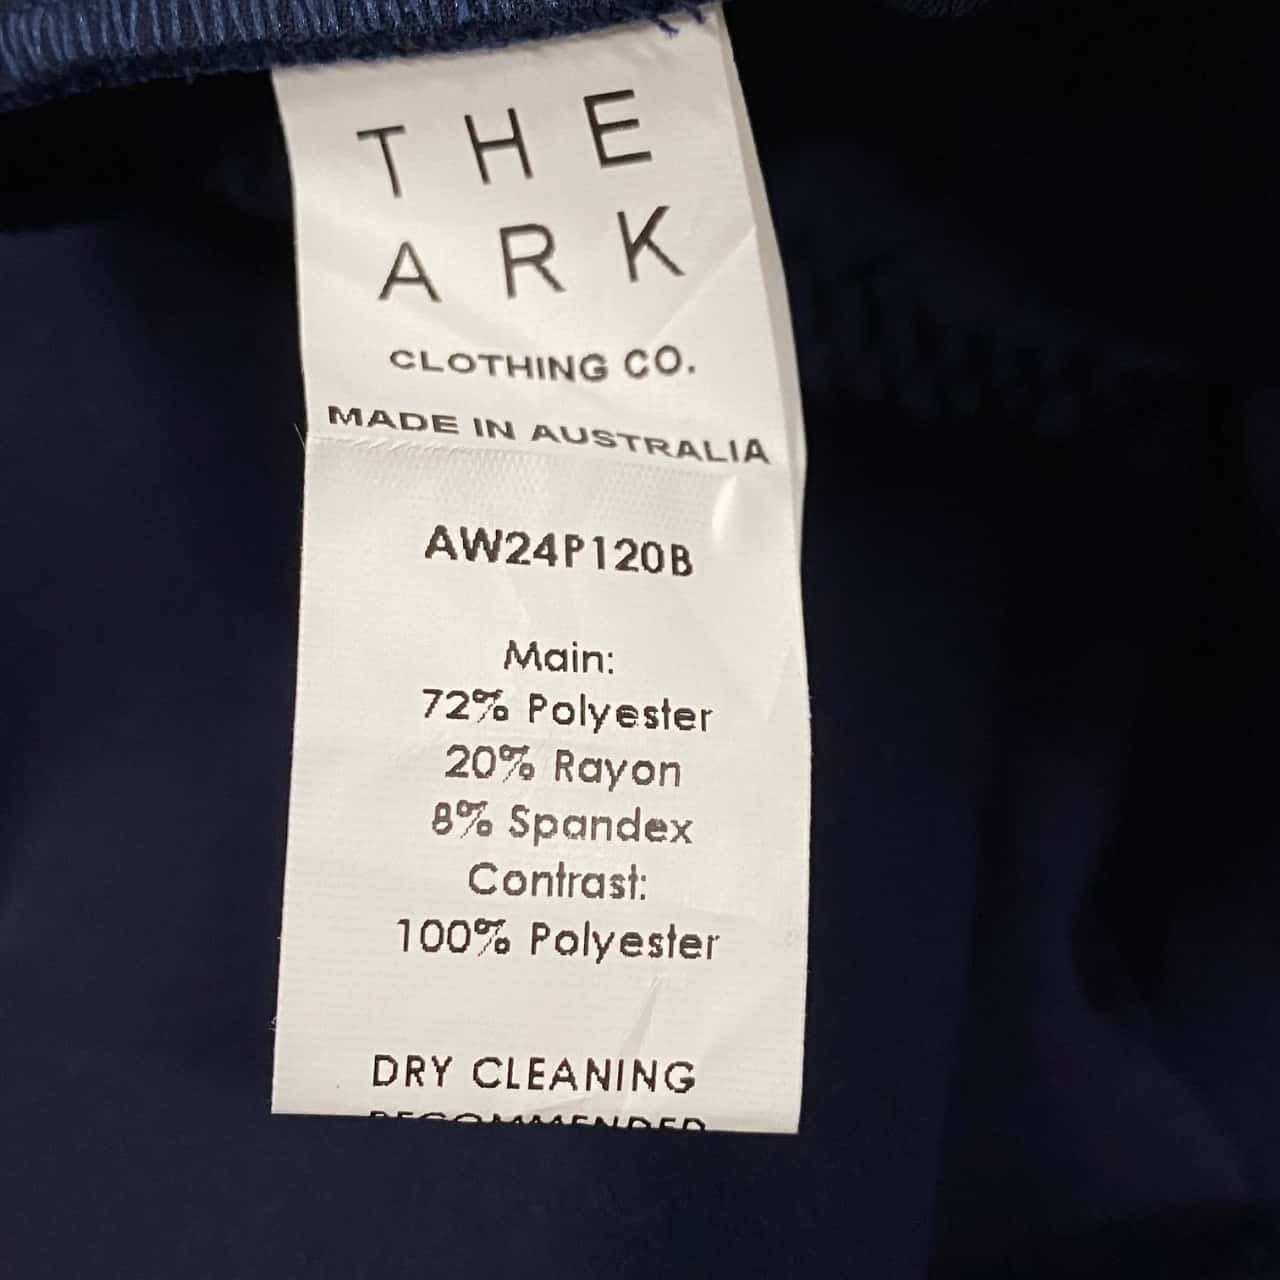 THE
ARK
CLOTHING CO.
MADE IN AUSTRALIA
AW24P120B
Main:
72% Polyester
20% Rayon
8% Spandex
Contrast:
100% Polyester
DRY CLEANING
RECOMMENDED